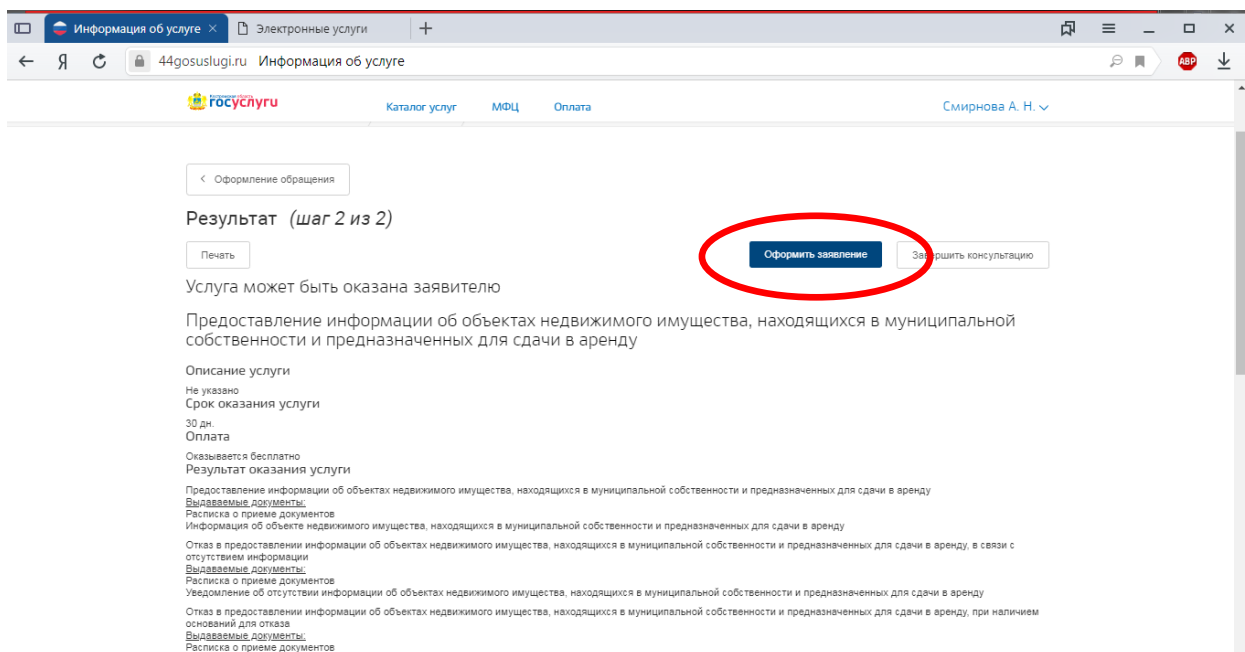 Информация об услуге
Электронные услуги
Я
44gosuslugi.ru Информация об услуге
ABP
Костромская область
госуслуги
Каталог услуг МФЦ Оплата
Смирнова А. Н.
Оформление обращения
Результат (шаг 2 из 2)
Печать
Оформить заявление
Завершить консультацию
Услуга может быть оказана заявителю
Предоставление информации об объектах недвижимого имущества, находящихся в муниципальной
собственности и предназначенных для сдачи в аренду
Описание услуги
Не указано
Срок оказания услуги
30 дн.
Оплата
Оказывается бесплатно
Результат оказания услуги
Предоставление информации об объектах недвижимого имущества, находящихся в муниципальной собственности и предназначенных для сдачи в аренду
Выдаваемые документы:
Расписка о приеме документов
Информация об объекте недвижимого имущества, находящихся в муниципальной собственности и предназначенных для сдачи в аренду
Отказ в предоставлении информации об объектах недвижимого имущества, находящихся в муниципальной собственности и предназначенных для сдачи в аренду, в связи с
отсутствием информации
Выдаваемые документы:
Расписка о приеме документов
Уведомление об отсутствии информации об объектах недвижимого имущества, находящихся в муниципальной собственности и предназначенных для сдачи в аренду
Отказ в предоставлении информации об объектах недвижимого имущества, находящихся в муниципальной собственности и предназначенных для сдачи в аренду, при наличием
оснований для отказа
Выдаваемые документы:
Расписка о приеме документов